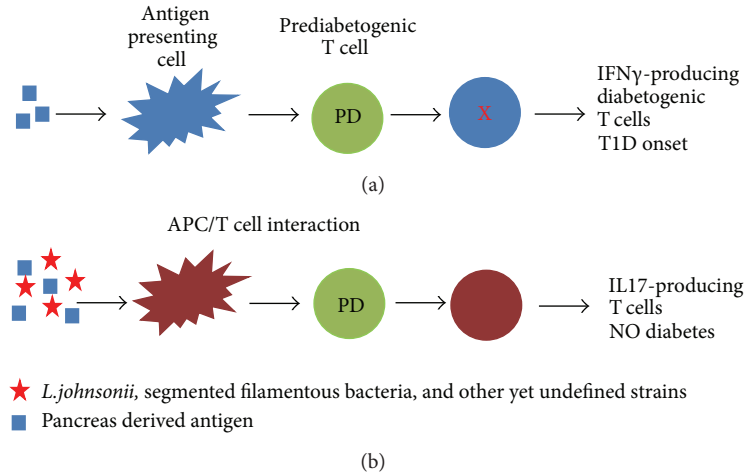 Antigen
presenting
cell
Prediabetogenic
T cell
PD
X
IFNγ-producing
diabetogenic
T cells
T1D onset
(a)
APC/T cell interaction
PD
IL17-producing
T cells
NO diabetes
L.johnsonii, segmented filamentous bacteria, and other yet undefined strains
Pancreas derived antigen
(b)